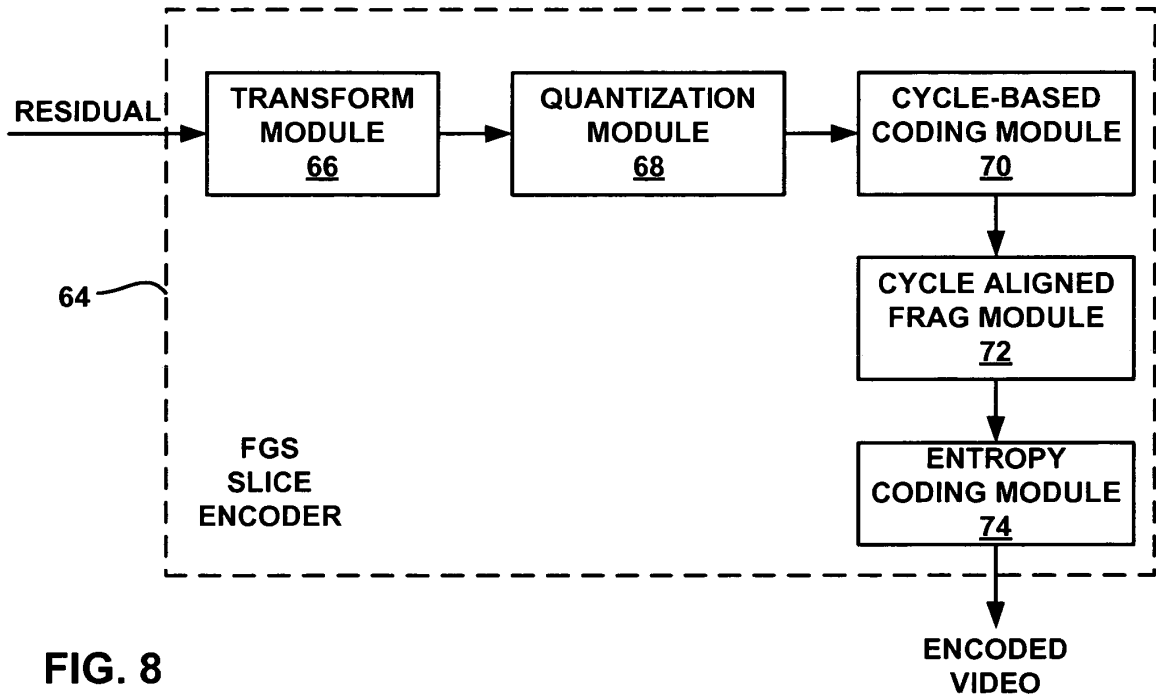 RESIDUAL
TRANSFORM
MODULE
66
QUANTIZATION
MODULE
68
CYCLE-BASED
CODING MODULE
70
CYCLE ALIGNED
FRAG MODULE
72
64
ENTROPY
CODING MODULE
74
FGS
SLICE
ENCODER
ENCODED
VIDEO
FIG. 8